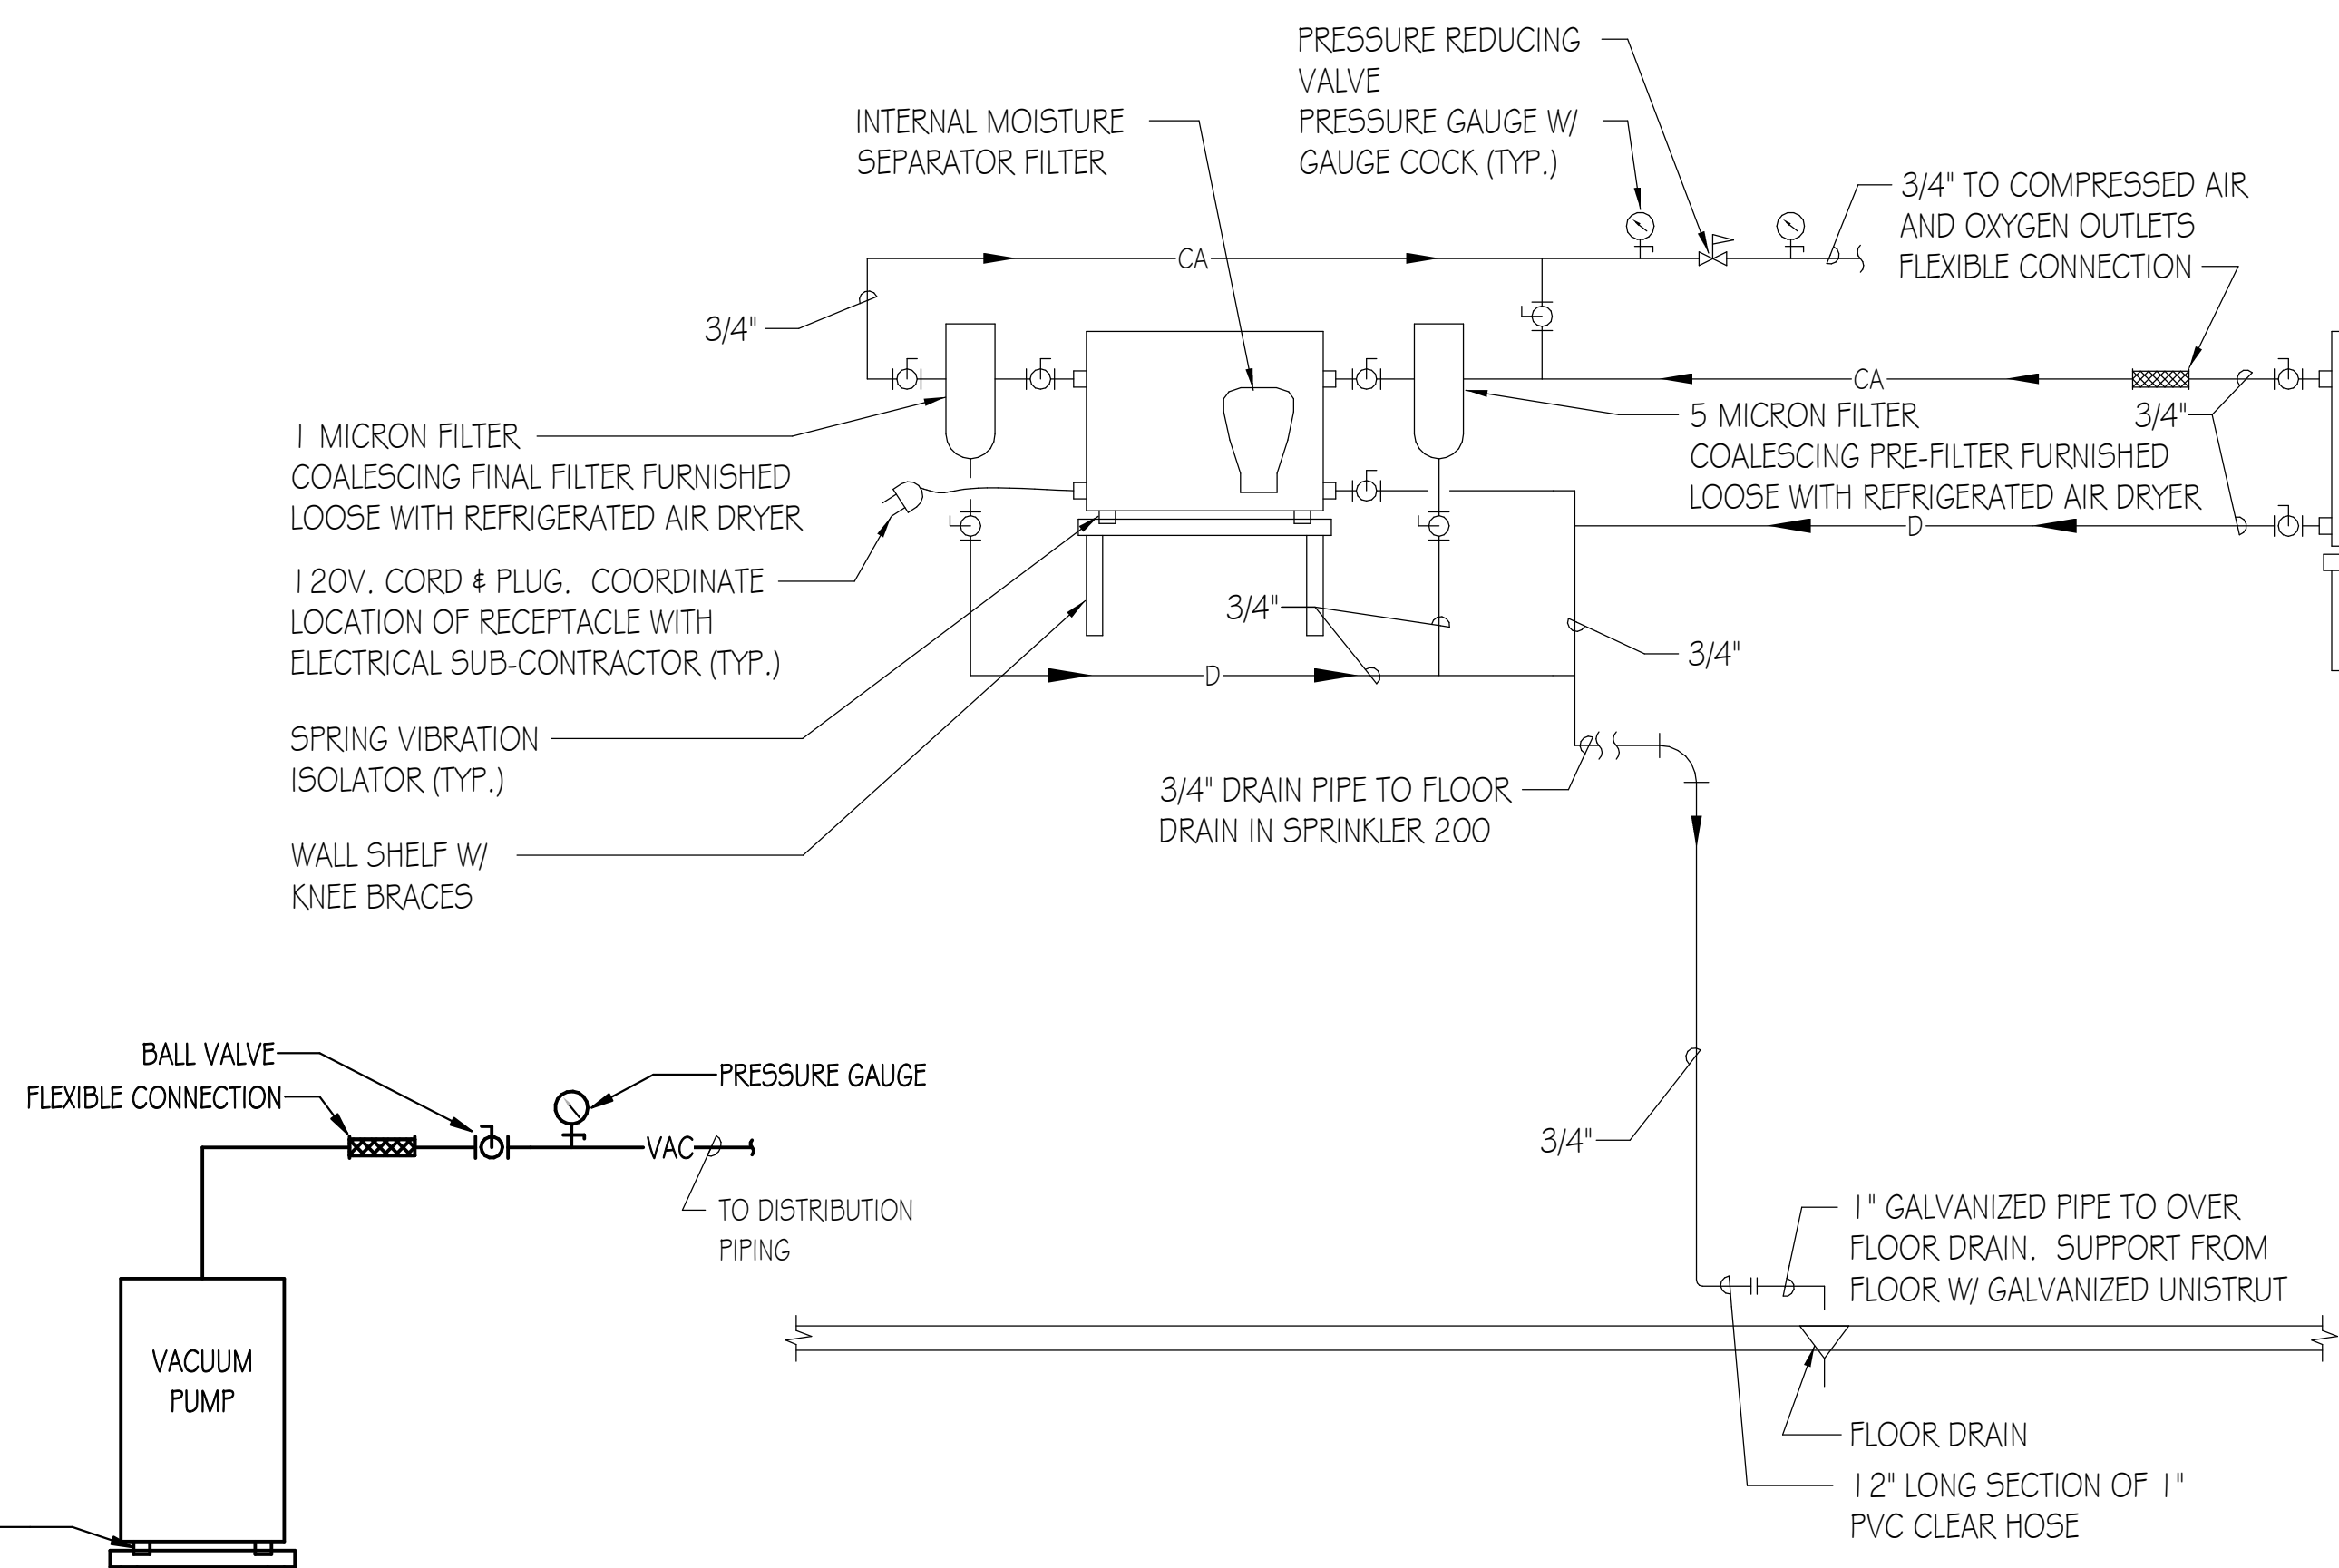 PRESSURE REDUCING
VALVE
PRESSURE GAUGE W/
GAUGE COCK (TYP.)
INTERNAL MOISTURE
SEPARATOR FILTER
3/4" TO COMPRESSED AIR
AND OXYGEN OUTLETS
FLEXIBLE CONNECTION
CA
3/4"
CA
3/4"
1 MICRON FILTER
COALESCING FINAL FILTER FURNISHED
LOOSE WITH REFRIGERATED AIR DRYER
5 MICRON FILTER
COALESCING PRE-FILTER FURNISHED
LOOSE WITH REFRIGERATED AIR DRYER
D
120V. CORD & PLUG. COORDINATE
LOCATION OF RECEPTACLE WITH
ELECTRICAL SUB-CONTRACTOR (TYP.)
3/4"
3/4"
D
SPRING VIBRATION
ISOLATOR (TYP.)
3/4" DRAIN PIPE TO FLOOR
DRAIN IN SPRINKLER 200
WALL SHELF W/
KNEE BRACES
BALL VALVE
FLEXIBLE CONNECTION
PRESSURE GAUGE
VAC
TO DISTRIBUTION
PIPING
3/4"
1" GALVANIZED PIPE TO OVER
FLOOR DRAIN. SUPPORT FROM
FLOOR W/ GALVANIZED UNISTRUT
VACUUM
PUMP
FLOOR DRAIN
12" LONG SECTION OF 1"
PVC CLEAR HOSE